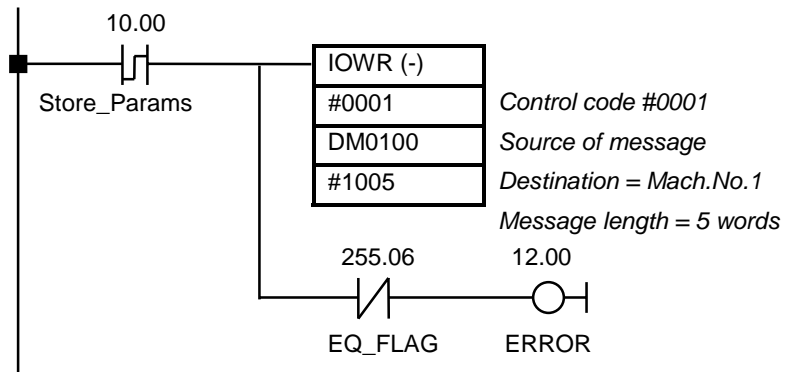 10.00
Store_Params
IOWR (-)
#0001 Control code #0001
DM0100 Source of message
#1005 Destination = Mach.No.1
Message length = 5 words
255.06 12.00
EQ_FLAG ERROR